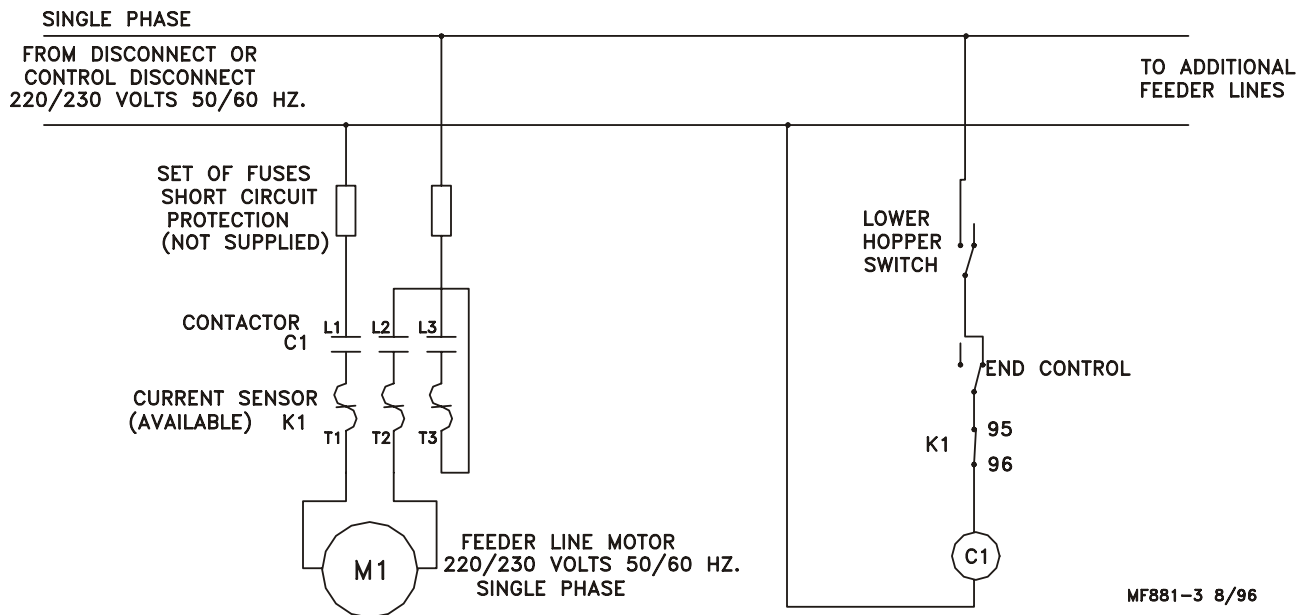 SINGLE PHASE
FROM DISCONNECT OR
CONTROL DISCONNECT
220/230 VOLTS 50/60 HZ.
TO ADDITIONAL
FEEDER LINES
SET OF FUSES
SHORT CIRCUIT
PROTECTION
(NOT SUPPLIED)
LOWER
HOPPER
SWITCH
CONTACTOR
C1
L1
L2
L3
END CONTROL
CURRENT SENSOR
(AVAILABLE) K1
T1
T2
T3
K1
95
96
M1
FEEDER LINE MOTOR
220/230 VOLTS 50/60 HZ.
SINGLE PHASE
C1
MF881-3 8/96